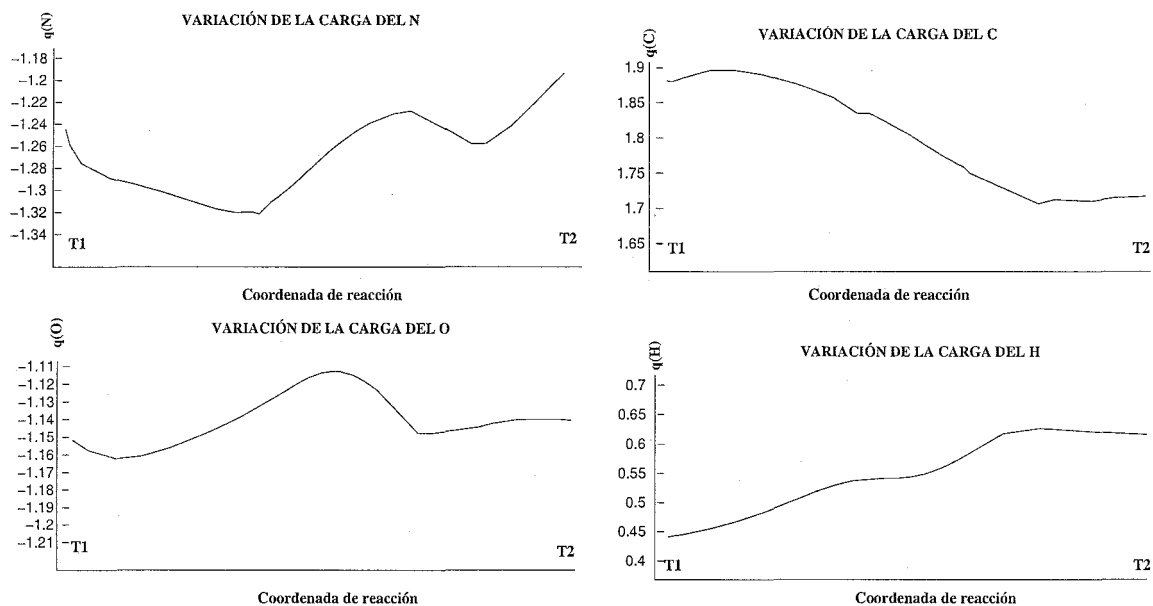 VARIACIÓN DE LA CARGA DEL N
q(N)
−1.18
−1.2
−1.22
−1.24
−1.26
−1.28
−1.3
−1.32
−1.34
T1
T2
Coordenada de reacción
VARIACIÓN DE LA CARGA DEL C
q(C)
1.9
1.85
1.8
1.75
1.7
1.65
T1
T2
Coordenada de reacción
VARIACIÓN DE LA CARGA DEL O
q(O)
−1.11
−1.12
−1.13
−1.14
−1.15
−1.16
−1.17
−1.18
−1.19
−1.2
−1.21
T1
T2
Coordenada de reacción
VARIACIÓN DE LA CARGA DEL H
q(H)
0.7
0.65
0.6
0.55
0.5
0.45
0.4
T1
T2
Coordenada de reacción